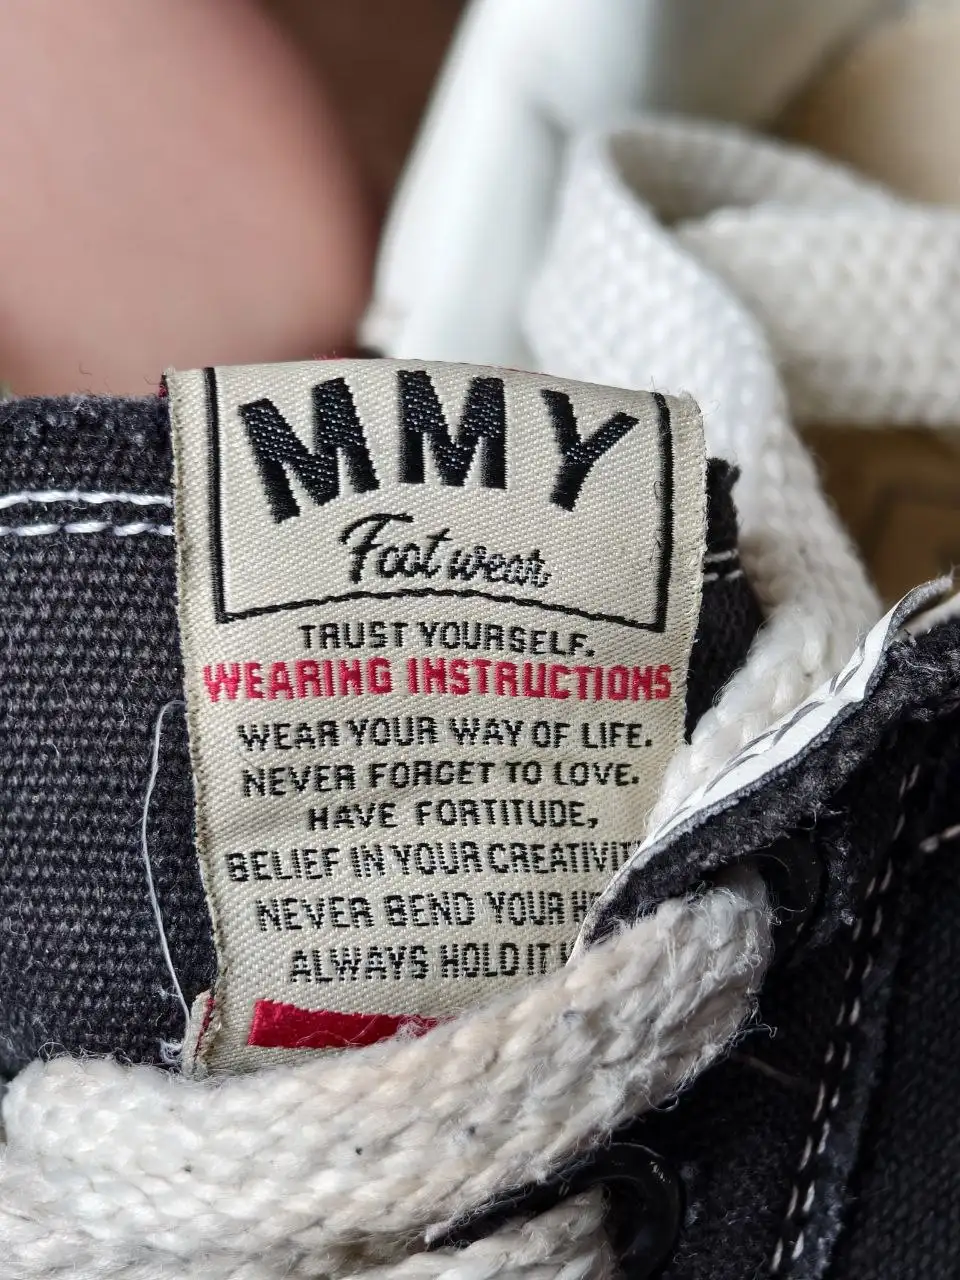 MMY
Footwear
TRUST YOURSELF.
WEARING INSTRUCTIONS
WEAR YOUR WAY OF LIFE.
NEVER FORGET TO LOVE.
HAVE FORTITUDE,
BELIEF IN YOUR
NEVER BEND YOUR
ALWAYS HOLD IT